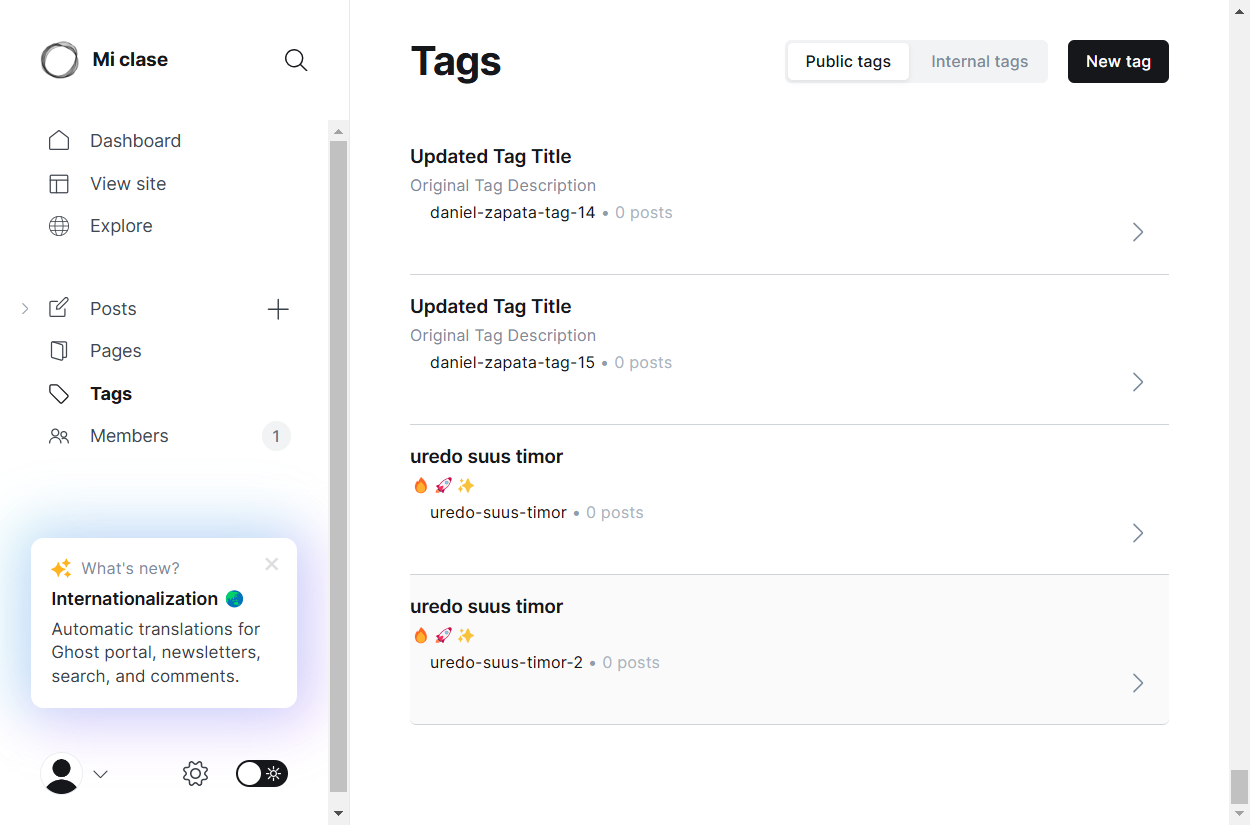 Mi clase
Dashboard
View site
Explore
Posts
Pages
Tags
Members 1
What's new?
Internationalization 🌏
Automatic translations for
Ghost portal, newsletters,
search, and comments.
Tags
Public tags
Internal tags
New tag
Updated Tag Title
Original Tag Description
daniel-zapata-tag-14 • 0 posts
Updated Tag Title
Original Tag Description
daniel-zapata-tag-15 • 0 posts
uredo suus timor
🔥 🚀 ✨
uredo-suus-timor • 0 posts
uredo suus timor
🔥 🚀 ✨
uredo-suus-timor-2 • 0 posts